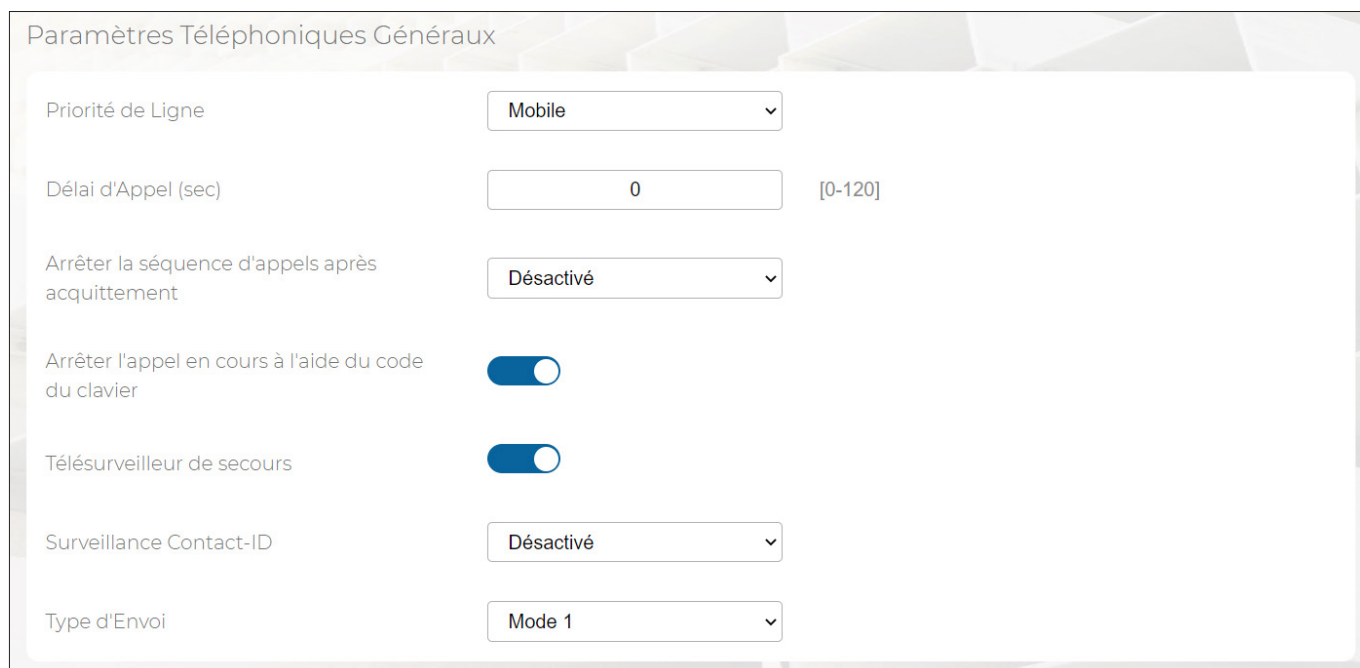 Paramètres Téléphoniques Généraux
Priorité de Ligne
Mobile
Délai d'Appel (sec)
0
[0-120]
Arrêter la séquence d'appels après
acquittement
Désactivé
Arrêter l'appel en cours à l'aide du code
du clavier
Télésurveilleur de secours
Surveillance Contact-ID
Désactivé
Type d'Envoi
Mode 1